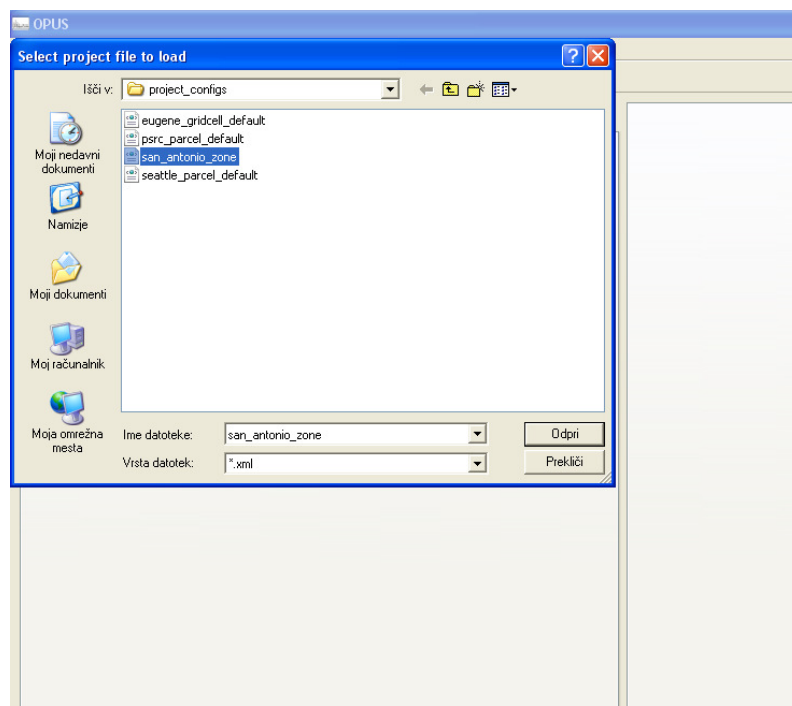 OPUS
Select project file to load
Išči v:
project_configs
eugene_gridcell_default
psrc_parcel_default
san_antonio_zone
seattle_parcel_default
Moji nedavni
dokumenti
Namizje
Moji dokumenti
Moj računalnik
Moja omrežna
mesta
Ime datoteke:
san_antonio_zone
Odpri
Vrsta datotek:
*.xml
Prekliči